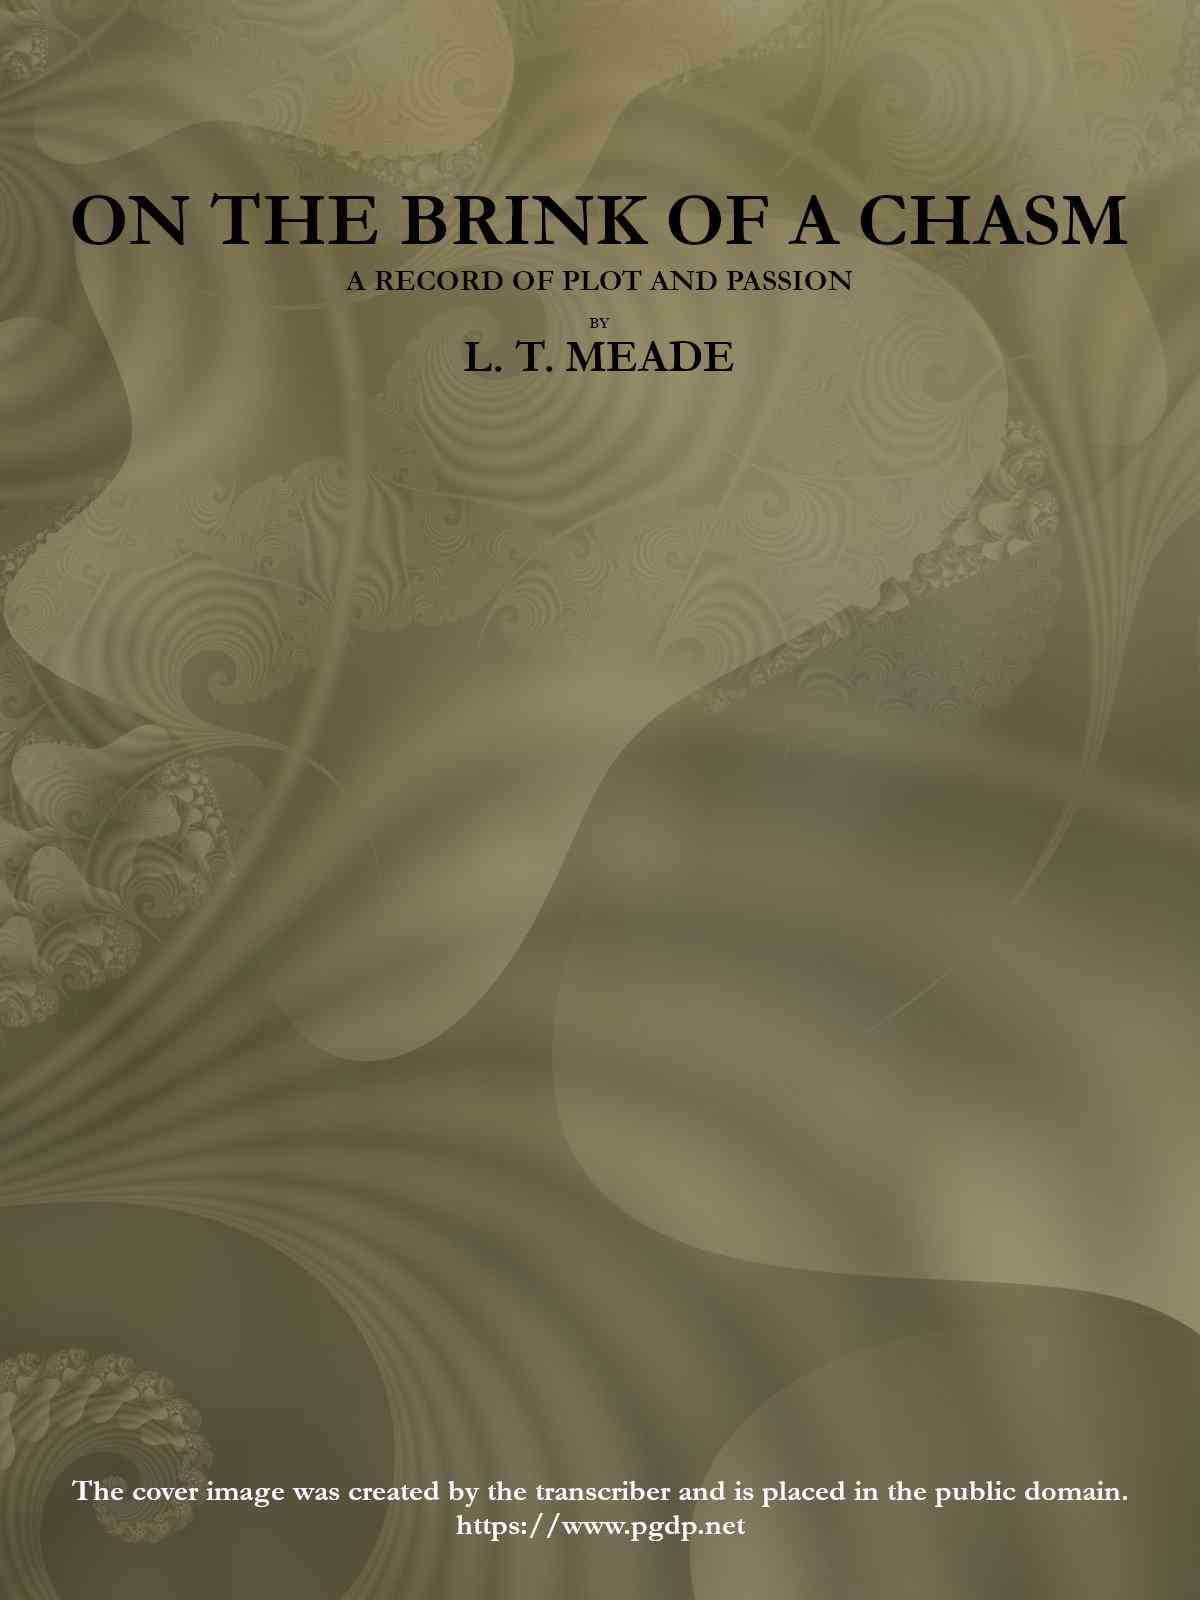 ON THE BRINK OF A CHASM
A RECORD OF PLOT AND PASSION
BY
L. T. MEADE
The cover image was created by the transcriber and is placed in the public domain.
https://www.pgdp.net